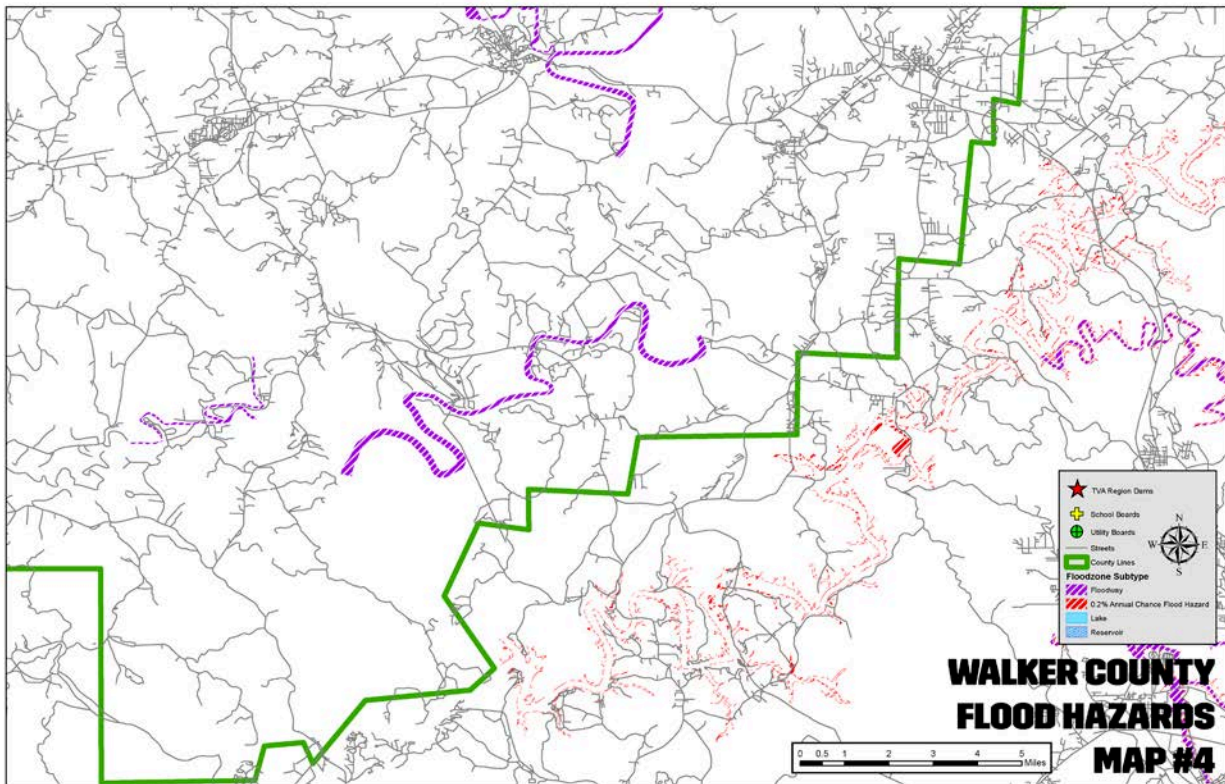 TVA Region Dams
School Boards
Utility Boards
Streets
County Lines
Floodzone Subtype
Floodway
0.2% Annual Chance Flood Hazard
Lake
Reservoir
N
W
E
S
WALKER COUNTY
FLOOD HAZARDS
MAP #4
0 0.5 1 2 3 4 5
Miles